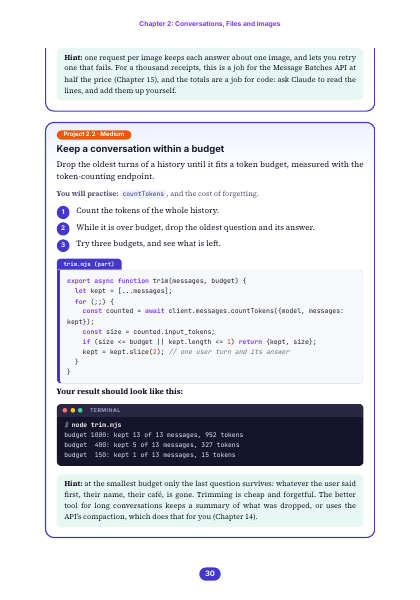 Chapter 2: Conversations, Files and Images
Hint: one request per image keeps each answer about one image, and lets you retry
one that fails. For a thousand receipts, this is a job for the Message Batches API at
half the price (Chapter 15), and the totals are a job for code: ask Claude to read the
lines, and add them up yourself.
Project 2.2 · Medium
Keep a conversation within a budget
Drop the oldest turns of a history until it fits a token budget, measured with the
token-counting endpoint.
You will practise: countTokens, and the cost of forgetting.
1 Count the tokens of the whole history.
2 While it is over budget, drop the oldest question and its answer.
3 Try three budgets, and see what is left.
trim.mjs (part)
export async function trim(messages, budget) {
let kept = [...messages];
for (;;) {
const counted = await client.messages.countTokens({model, messages:
kept});
const size = counted.input_tokens;
if (size <= budget || kept.length <= 1) return {kept, size};
kept = kept.slice(2); // one user turn and its answer
}
}
Your result should look like this:
TERMINAL
$ node trim.mjs
budget 1000: kept 13 of 13 messages, 952 tokens
budget  400: kept 5 of 13 messages, 327 tokens
budget  150: kept 1 of 13 messages, 15 tokens
Hint: at the smallest budget only the last question survives: whatever the user said
first, their name, their café, is gone. Trimming is cheap and forgetful. The better
tool for long conversations keeps a summary of what was dropped, or uses the
API's compaction, which does that for you (Chapter 14).
30